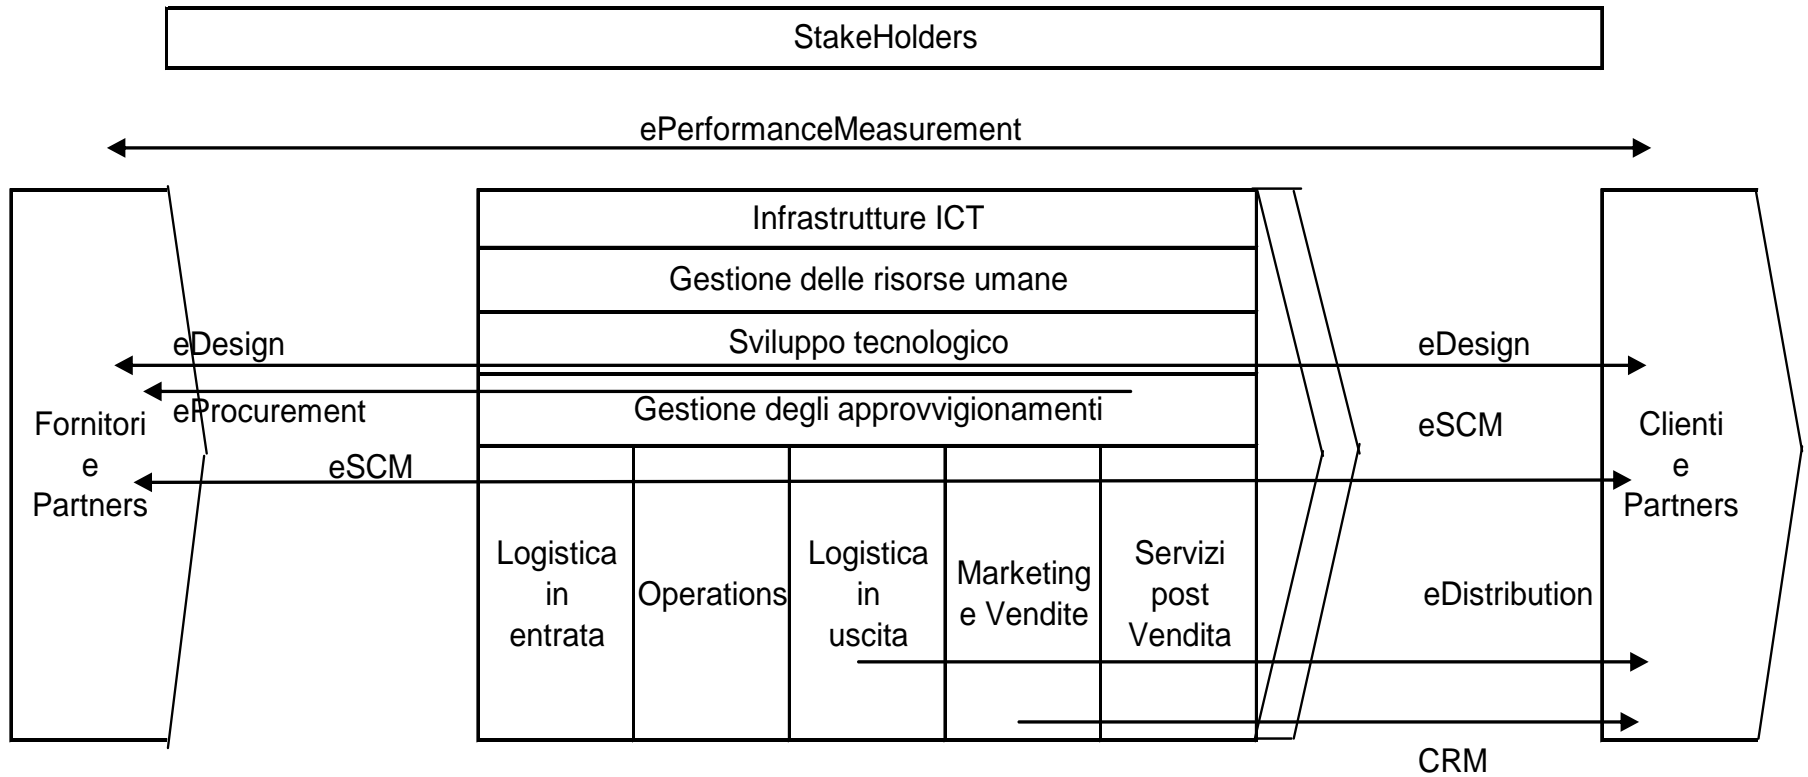 StakeHolders
ePerformanceMeasurement
Infrastrutture ICT
Gestione delle risorse umane
eDesign
Sviluppo tecnologico
eDesign
eProcurement
Gestione degli approvvigionamenti
Fornitori
e
Partners
eSCM
eSCM
Clienti
e
Partners
Logistica
in
entrata
Operations
Logistica
in
uscita
Marketing
e Vendite
Servizi
post
Vendita
eDistribution
CRM